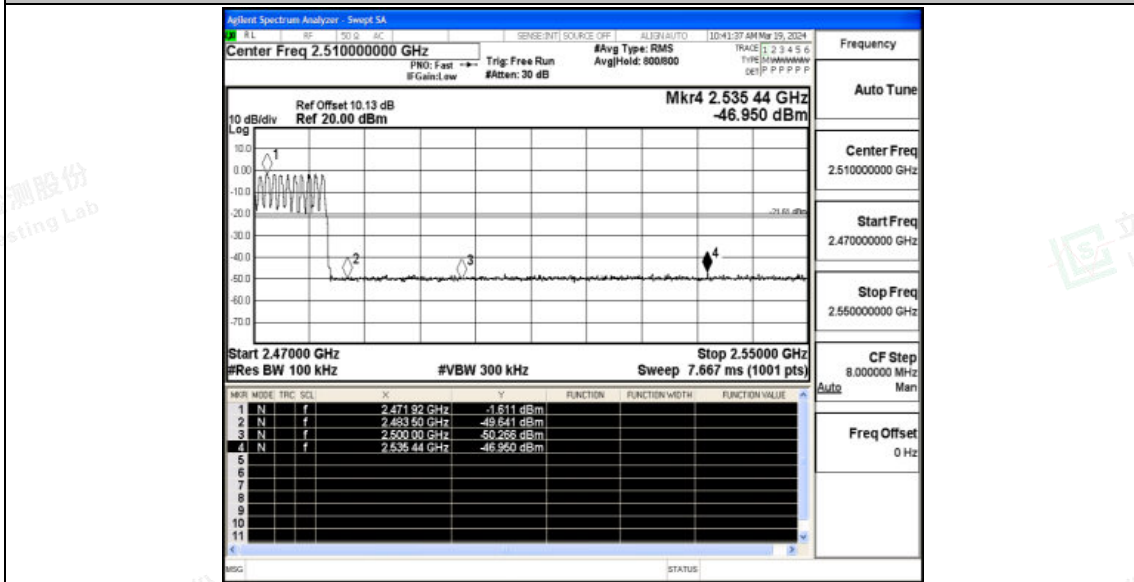 Agilent Spectrum Analyzer - Swept SA
RL RF 50 Ω AC SENSE:INT SOURCE OFF ALIGN AUTO 10:41:37 AM Mar 19, 2024
Center Freq 2.510000000 GHz
PNO: Fast
IFGain:Low
Trig: Free Run
#Atten: 30 dB
#Avg Type: RMS
Avg|Hold: 800/800
TRACE 1 2 3 4 5 6
TYPE MWWWWW
DET P P P P P P
Frequency
Auto Tune
Center Freq
2.510000000 GHz
Start Freq
2.470000000 GHz
Stop Freq
2.550000000 GHz
CF Step
8.000000 MHz
Auto Man
Freq Offset
0 Hz
Mkr4 2.535 44 GHz
-46.950 dBm
Ref Offset 10.13 dB
10 dB/div Ref 20.00 dBm
Log
10.0
0.00
-10.0
-20.0
-30.0
-40.0
-50.0
-60.0
-70.0
1
2
3
4
-21.61 dBm
Start 2.47000 GHz Stop 2.55000 GHz
#Res BW 100 kHz #VBW 300 kHz Sweep 7.667 ms (1001 pts)
MKR MODE TRC SCL X Y FUNCTION FUNCTION WIDTH FUNCTION VALUE
1 N f 2.471 92 GHz -1.611 dBm
2 N f 2.483 50 GHz -49.641 dBm
3 N f 2.500 00 GHz -50.266 dBm
4 N f 2.535 44 GHz -46.950 dBm
5
6
7
8
9
10
11
MSG STATUS
测股份
sting Lab
立